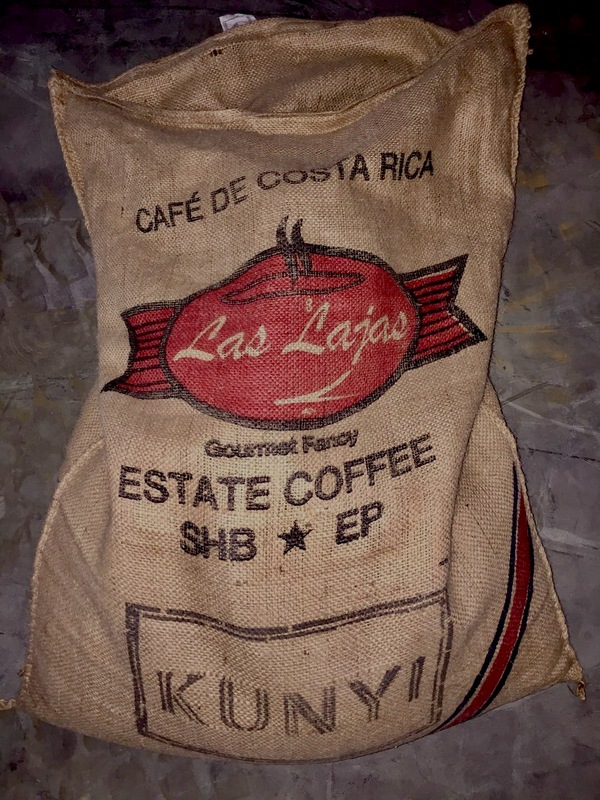 CAFÉ DE COSTA RICA
Las Lajas
Gourmet Fancy
ESTATE COFFEE
SHB ★ EP
KUNYI